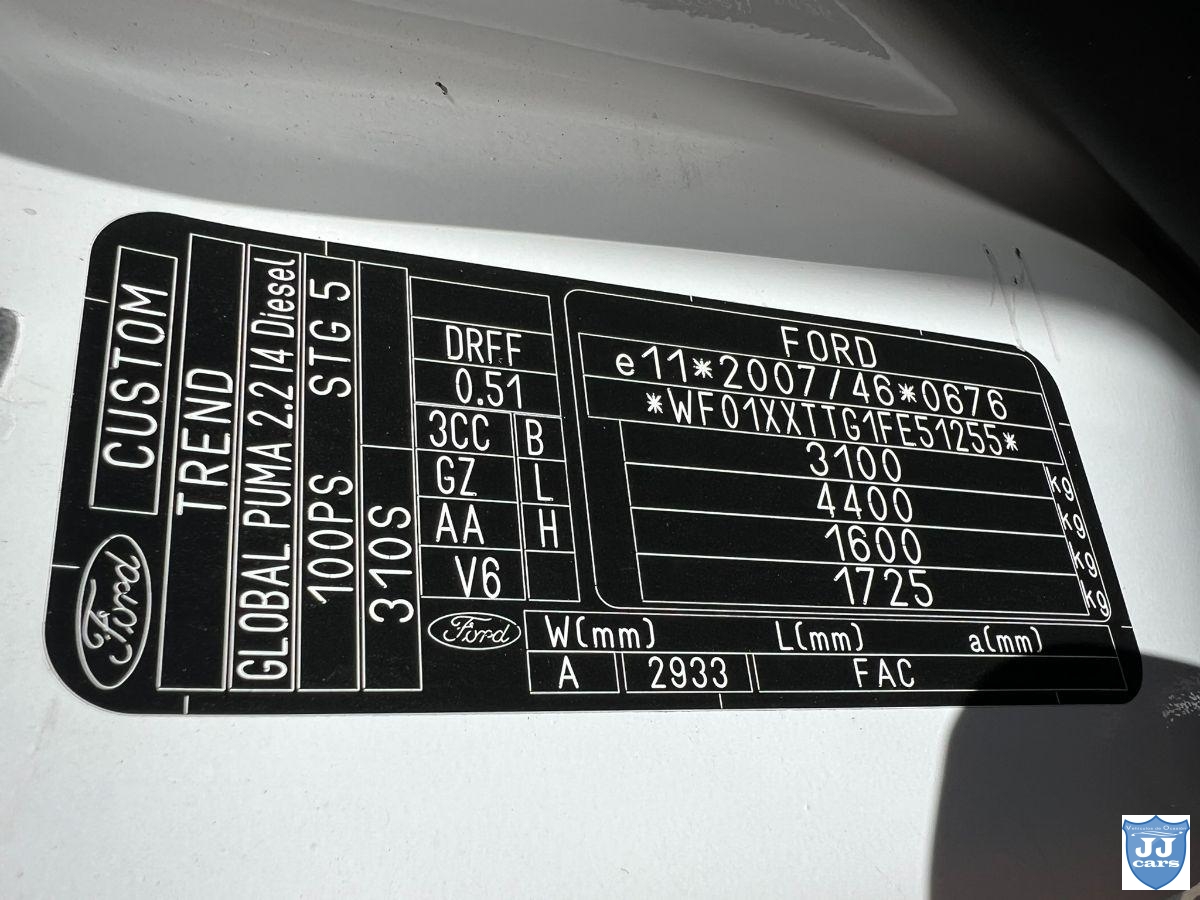 CUSTOM
TREND
GLOBAL PUMA 2.2 I4 Diesel
100PS STG 5
310S
Ford
DRFF
0.51
3CC B
GZ L
AA H
V6
Ford
FORD
e11*2007/46*0676
*WF01XXTTG1FE51255*
3100 kg
4400 kg
1600 kg
1725 kg
W(mm) L(mm) a(mm)
A 2933 FAC
JJ
cars